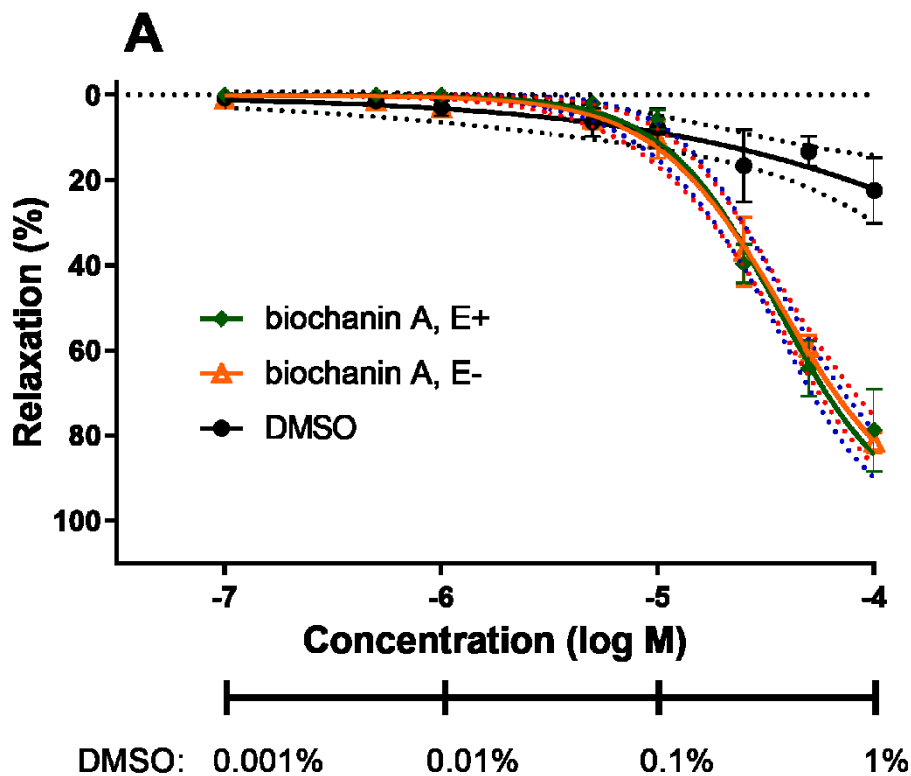 A
0
20
40
60
80
100
Relaxation (%)
biochanin A, E+
biochanin A, E-
DMSO
-7 -6 -5 -4
Concentration (log M)
DMSO: 0.001% 0.01% 0.1% 1%